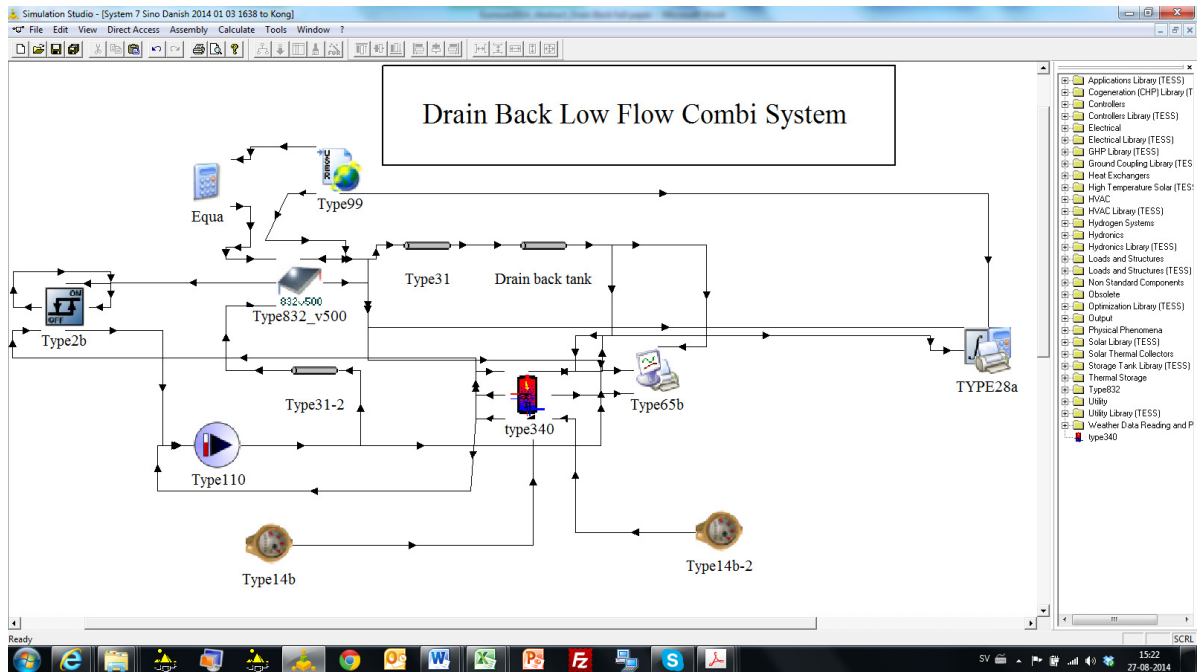 Simulation Studio - [System 7 Sino Danish 2014 01 03 1638 to Kong]
File Edit View Direct Access Assembly Calculate Tools Window ?
Drain Back Low Flow Combi System
Type99
Equa
Type31
Drain back tank
832-v500
Type832_v500
Type2b
TYPE28a
Type31-2
Type65b
type340
Type110
Type14b-2
Type14b
Applications Library (TESS)
Cogeneration (CHP) Library (T
Controllers
Controllers Library (TESS)
Electrical
Electrical Library (TESS)
GHP Library (TESS)
Ground Coupling Library (TES
Heat Exchangers
High Temperature Solar (TES
HVAC
HVAC Library (TESS)
Hydrogen Systems
Hydronics
Hydronics Library (TESS)
Loads and Structures
Loads and Structures (TESS)
Non Standard Components
Obsolete
Optimization Library (TESS)
Output
Physical Phenomena
Solar Library (TESS)
Solar Thermal Collectors
Storage Tank Library (TESS)
Thermal Storage
Type832
Utility
Utility Library (TESS)
Weather Data Reading and P
type340
Ready
SCRL
SV
15:22
27-08-2014